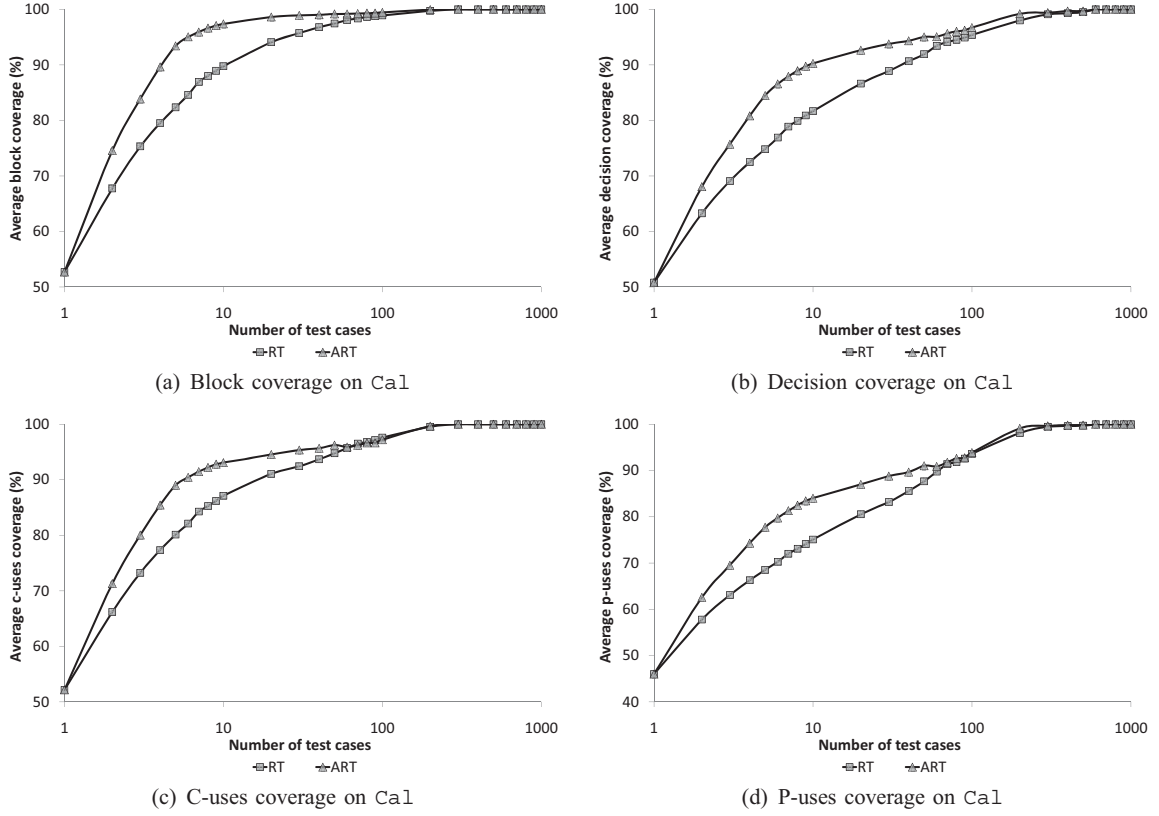 Average block coverage (%)
100
90
80
70
60
50
1 10 100 1000
Number of test cases
RT ART
(a) Block coverage on Cal
Average decision coverage (%)
100
90
80
70
60
50
1 10 100 1000
Number of test cases
RT ART
(b) Decision coverage on Cal
Average c-uses coverage (%)
100
90
80
70
60
50
1 10 100 1000
Number of test cases
RT ART
(c) C-uses coverage on Cal
Average p-uses coverage (%)
100
90
80
70
60
50
40
1 10 100 1000
Number of test cases
RT ART
(d) P-uses coverage on Cal